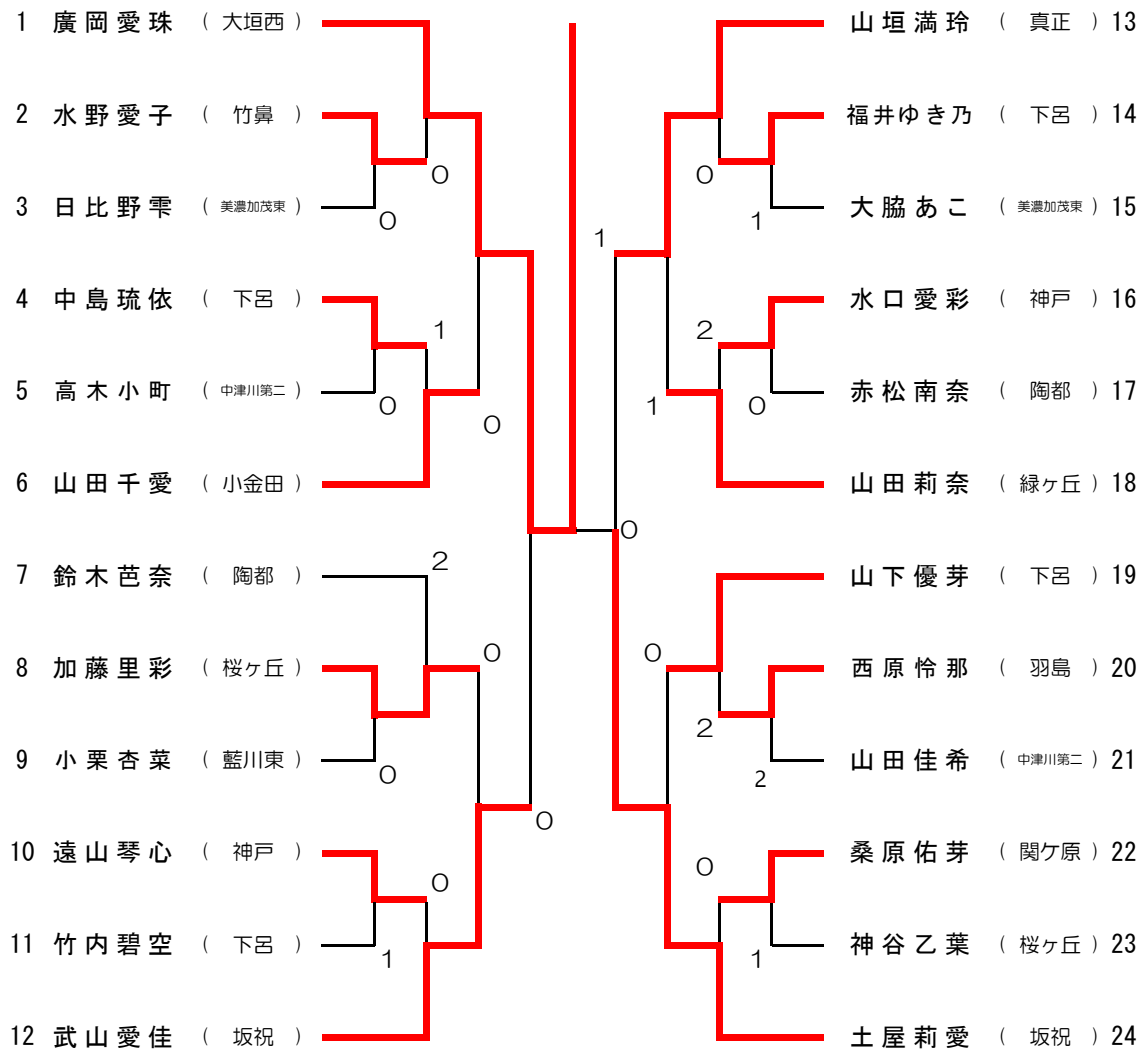 1 廣岡愛珠 ( 大垣西 )
2 水野愛子 ( 竹鼻 )
0
3 日比野雫 ( 美濃加茂東 )
0
4 中島琉依 ( 下呂 )
1
5 高木小町 ( 中津川第二 )
0
0
6 山田千愛 ( 小金田 )
7 鈴木芭奈 ( 陶都 )
2
8 加藤里彩 ( 桜ヶ丘 )
0
9 小栗杏菜 ( 藍川東 )
0
0
10 遠山琴心 ( 神戸 )
0
11 竹内碧空 ( 下呂 )
1
12 武山愛佳 ( 坂祝 )
山垣満玲 ( 真正 ) 13
福井ゆき乃 ( 下呂 ) 14
0
大脇あこ ( 美濃加茂東 ) 15
1
1
水口愛彩 ( 神戸 ) 16
2
赤松南奈 ( 陶都 ) 17
1
0
山田莉奈 ( 緑ヶ丘 ) 18
0
山下優芽 ( 下呂 ) 19
0
西原怜那 ( 羽島 ) 20
2
山田佳希 ( 中津川第二 ) 21
2
桑原佑芽 ( 関ケ原 ) 22
0
神谷乙葉 ( 桜ヶ丘 ) 23
1
土屋莉愛 ( 坂祝 ) 24